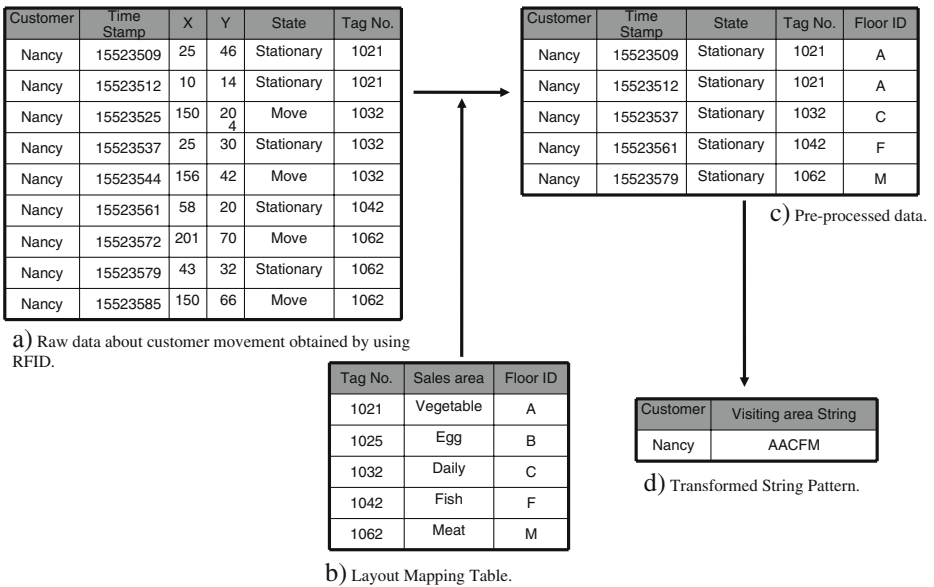 Customer Time Stamp X Y State Tag No.
Nancy 15523509 25 46 Stationary 1021
Nancy 15523512 10 14 Stationary 1021
Nancy 15523525 150 204 Move 1032
Nancy 15523537 25 30 Stationary 1032
Nancy 15523544 156 42 Move 1032
Nancy 15523561 58 20 Stationary 1042
Nancy 15523572 201 70 Move 1062
Nancy 15523579 43 32 Stationary 1062
Nancy 15523585 150 66 Move 1062
a) Raw data about customer movement obtained by using
RFID.
Customer Time Stamp State Tag No. Floor ID
Nancy 15523509 Stationary 1021 A
Nancy 15523512 Stationary 1021 A
Nancy 15523537 Stationary 1032 C
Nancy 15523561 Stationary 1042 F
Nancy 15523579 Stationary 1062 M
c) Pre-processed data.
Tag No. Sales area Floor ID
1021 Vegetable A
1025 Egg B
1032 Daily C
1042 Fish F
1062 Meat M
b) Layout Mapping Table.
Customer Visiting area String
Nancy AACFM
d) Transformed String Pattern.